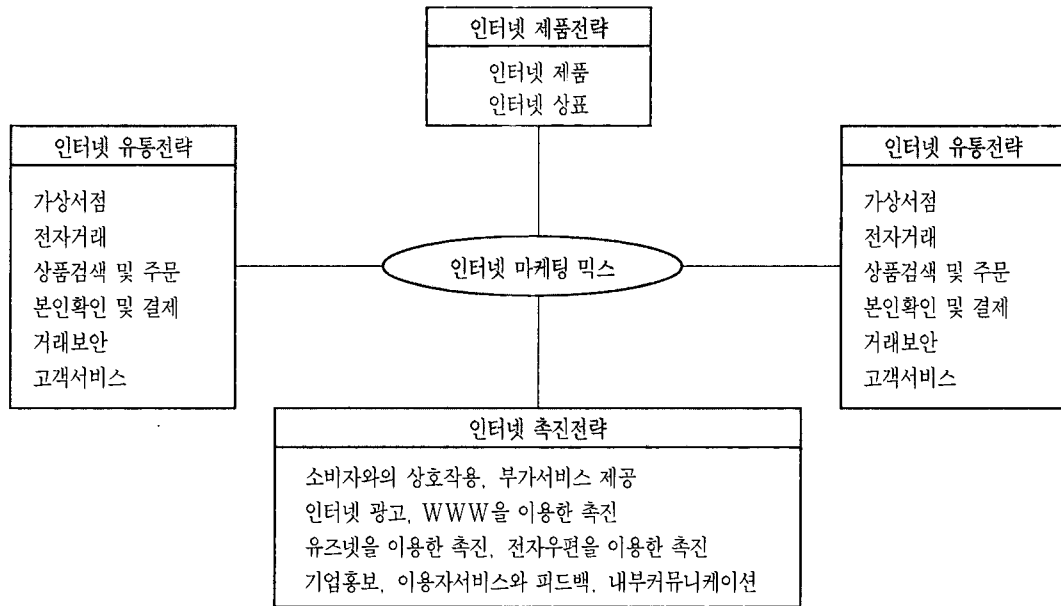 인터넷 제품전략
인터넷 제품
인터넷 상표
인터넷 유통전략
가상서점
전자거래
상품검색 및 주문
본인확인 및 결제
거래보안
고객서비스
인터넷 마케팅 믹스
인터넷 유통전략
가상서점
전자거래
상품검색 및 주문
본인확인 및 결제
거래보안
고객서비스
인터넷 촉진전략
소비자와의 상호작용, 부가서비스 제공
인터넷 광고, WWW을 이용한 촉진
유즈넷을 이용한 촉진, 전자우편을 이용한 촉진
기업홍보, 이용자서비스와 피드백, 내부커뮤니케이션